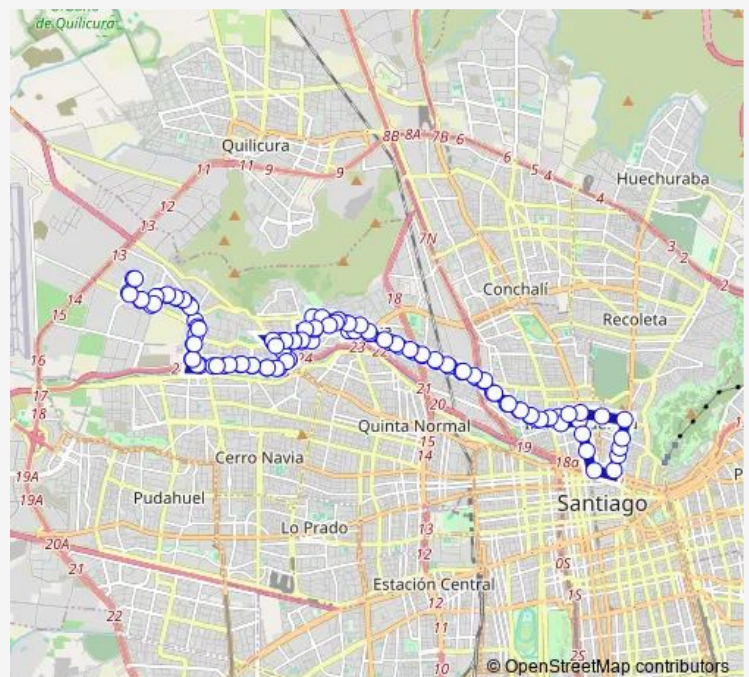 de Quilicura
Quilicura
8B 8A 7B 6
11 11 9
9
6
5 4
Huechuraba
12
4
13
3
2
7N
13
2
14
18
Conchalí
15
Recoleta
16
2
24
23
22
17
21
18
20
Quinta Normal
19
15
14
18a
Cerro Navia
19A
Pudahuel
19A
Santiago
Lo Prado
13
20A
21
0S
Estación Central
12
1S
22
11
10
2S
© OpenStreetMap contributors